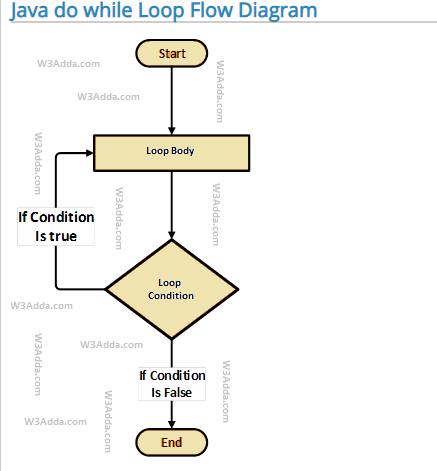 Java do while Loop Flow Diagram
Start
W3Adda.com
W3Adda.com
W3Adda.com
W3Adda.com
Loop Body
W3Adda.com
W3Adda.com
If Condition
Is true
Loop
Condition
W3Adda.com
W3Adda.com
W3Adda.com
If Condition
Is False
W3Adda.com
W3Adda.com
W3Adda.com
End